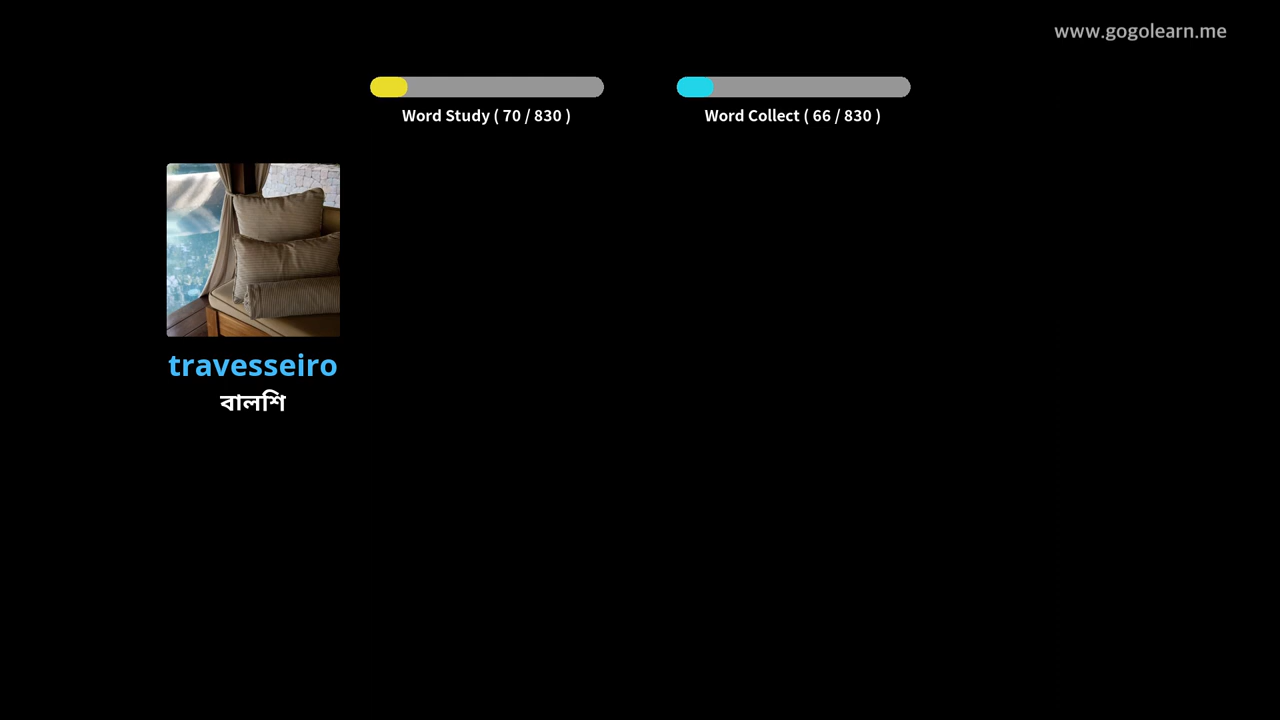 www.gogolearn.me
Word Study ( 70 / 830 )
Word Collect ( 66 / 830 )
travesseiro
বালশি